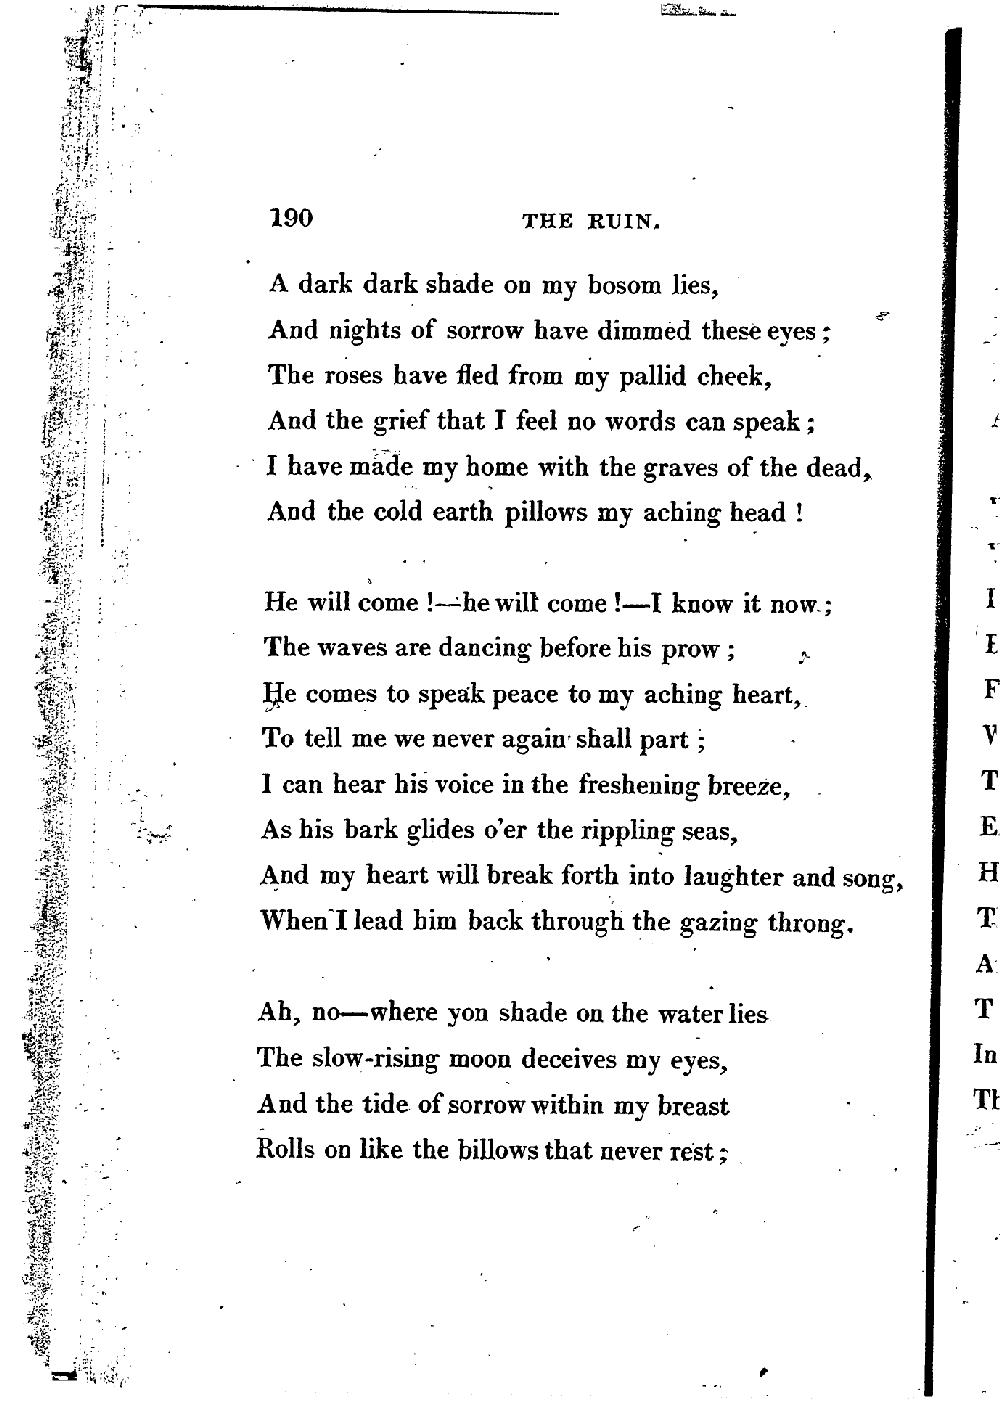 190 THE RUIN.
A dark dark shade on my bosom lies,
And nights of sorrow have dimmed these eyes ;
The roses have fled from my pallid cheek,
And the grief that I feel no words can speak ;
I have made my home with the graves of the dead,
And the cold earth pillows my aching head !
He will come !—he will come !—I know it now ;
The waves are dancing before his prow ;
He comes to speak peace to my aching heart,
To tell me we never again shall part ;
I can hear his voice in the freshening breeze,
As his bark glides o'er the rippling seas,
And my heart will break forth into laughter and song,
When I lead him back through the gazing throng.
Ah, no—where yon shade on the water lies
The slow-rising moon deceives my eyes,
And the tide of sorrow within my breast
Rolls on like the billows that never rest ;
I
E
F
V
T
E
H
T
A
T
In